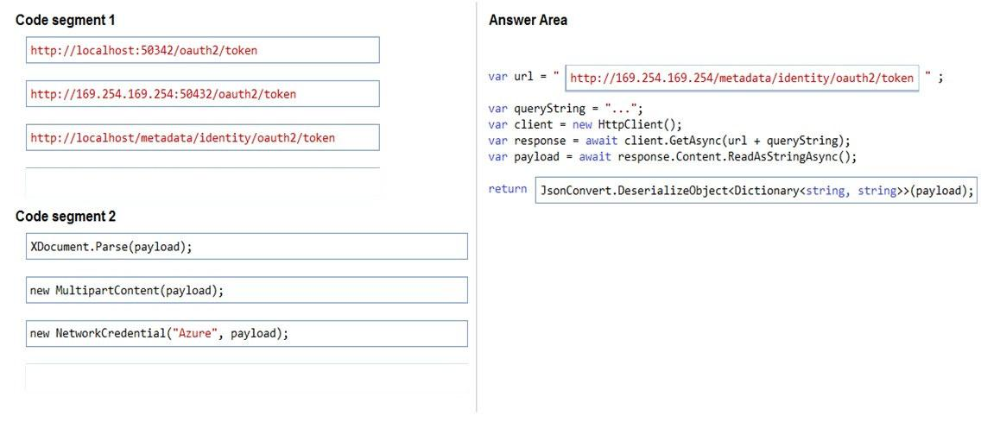 Code segment 1
http://localhost:50342/oauth2/token
http://169.254.169.254:50432/oauth2/token
http://localhost/metadata/identity/oauth2/token
Code segment 2
XDocument.Parse(payload);
new MultipartContent(payload);
new NetworkCredential("Azure", payload);
Answer Area
var url = " http://169.254.169.254/metadata/identity/oauth2/token " ;
var queryString = "...";
var client = new HttpClient();
var response = await client.GetAsync(url + queryString);
var payload = await response.Content.ReadAsStringAsync();
return JsonConvert.DeserializeObject<Dictionary<string, string>>(payload);